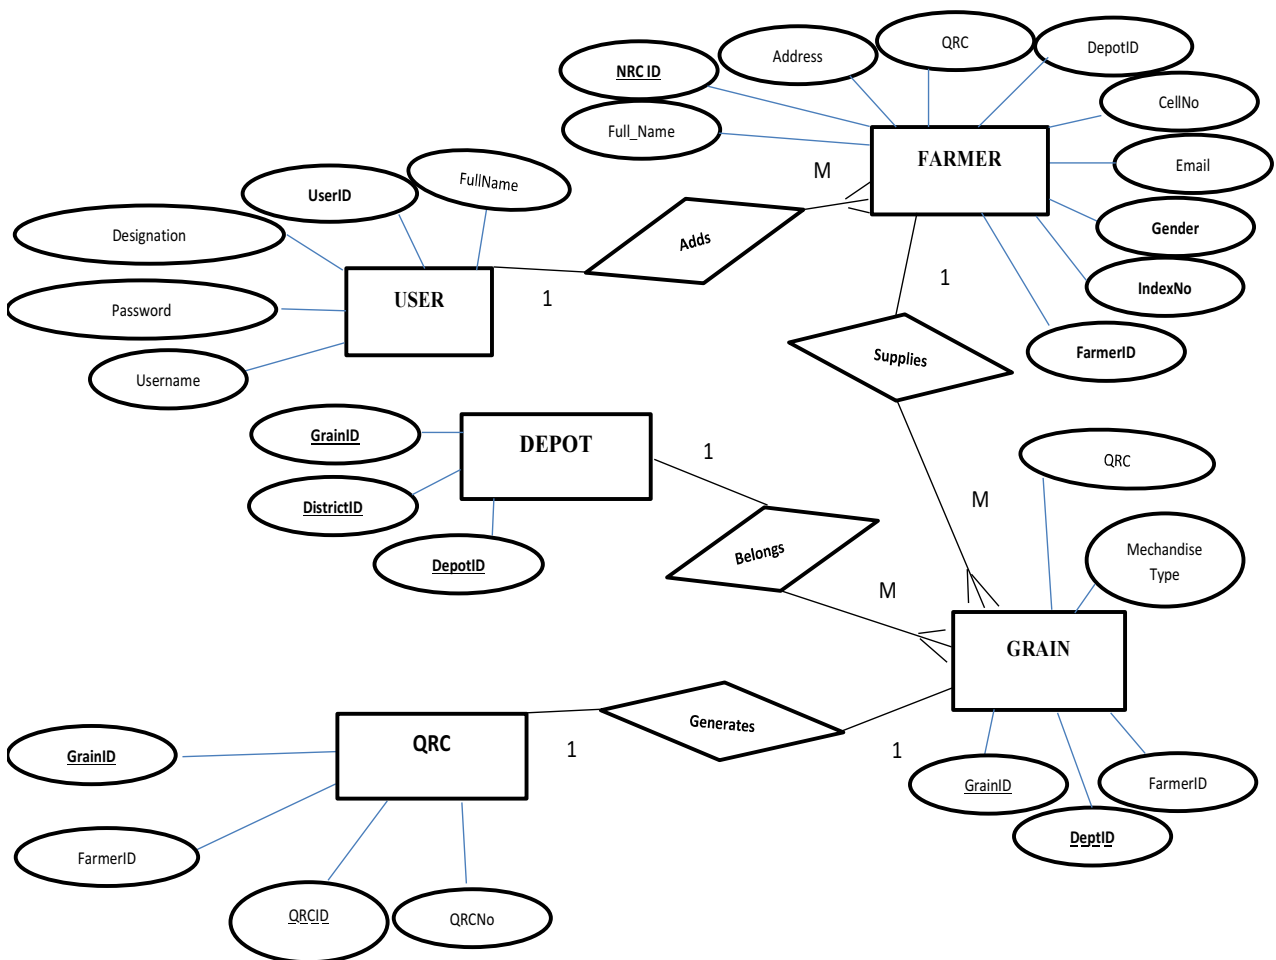 QRC
DepotID
Address
NRC ID
CellNo
Full_Name
FARMER
Email
M
FullName
UserID
Gender
Designation
Adds
1
IndexNo
USER
1
Password
FarmerID
Supplies
Username
GrainID
DEPOT
1
QRC
DistrictID
M
Mechandise
Type
Belongs
DepotID
M
GRAIN
Generates
QRC
1
1
GrainID
GrainID
FarmerID
DeptID
FarmerID
QRCID
QRCNo